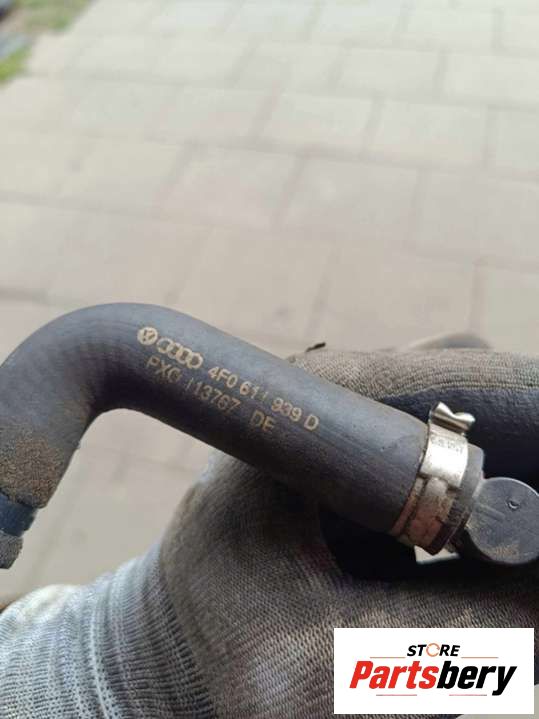 4F0 611 939 D
PXC 113767 DE
STORE
Partsbery